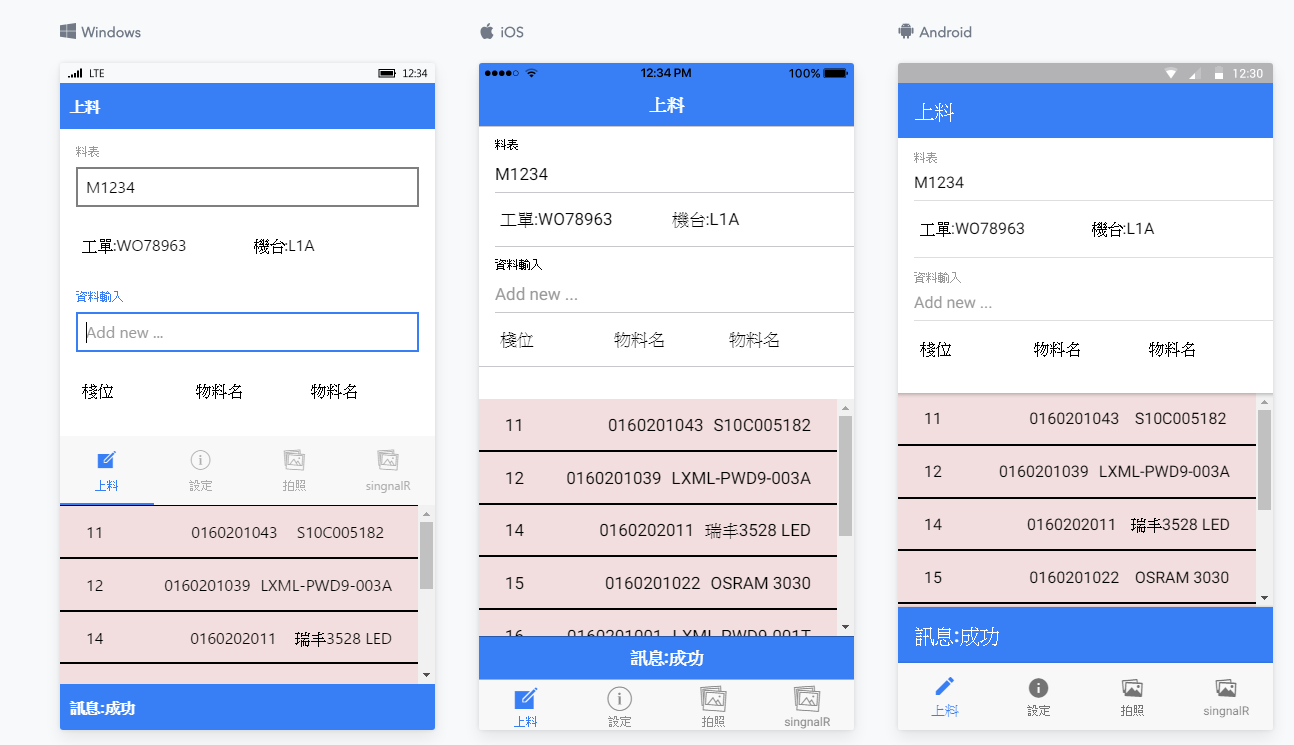 Windows
LTE 12:34
上料
料表
M1234
工單:WO78963 機台:L1A
資料輸入
Add new ...
棧位 物料名 物料名
上料 設定 拍照 singnalR
11 0160201043 S10C005182
12 0160201039 LXML-PWD9-003A
14 0160202011 瑞丰3528 LED
訊息:成功
iOS
12:34 PM 100%
上料
料表
M1234
工單:WO78963 機台:L1A
資料輸入
Add new ...
棧位 物料名 物料名
11 0160201043 S10C005182
12 0160201039 LXML-PWD9-003A
14 0160202011 瑞丰3528 LED
15 0160201022 OSRAM 3030
16 0160201001 LXML-PWD9-001T
訊息:成功
上料 設定 拍照 singnalR
Android
12:30
上料
料表
M1234
工單:WO78963 機台:L1A
資料輸入
Add new ...
棧位 物料名 物料名
11 0160201043 S10C005182
12 0160201039 LXML-PWD9-003A
14 0160202011 瑞丰3528 LED
15 0160201022 OSRAM 3030
訊息:成功
上料 設定 拍照 singnalR